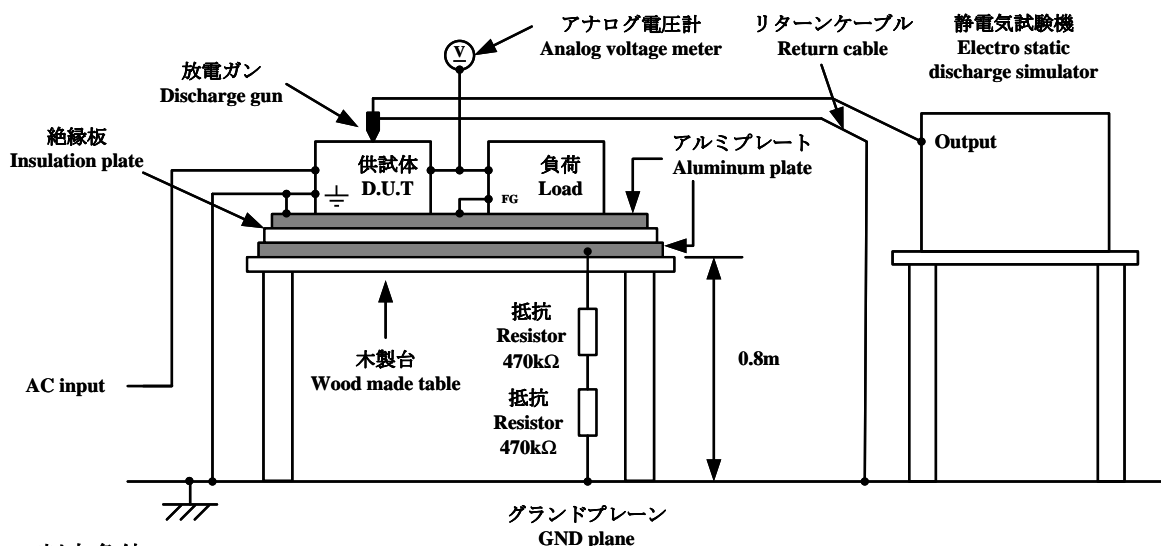 アナログ電圧計
Analog voltage meter
リターンケーブル
Return cable
静電気試験機
Electro static
discharge simulator
V
放電ガン
Discharge gun
絶縁板
Insulation plate
供試体
D.U.T
負荷
Load
FG
アルミプレート
Aluminum plate
Output
木製台
Wood made table
抵抗
Resistor
470kΩ
抵抗
Resistor
470kΩ
0.8m
AC input
グランドプレーン
GND plane